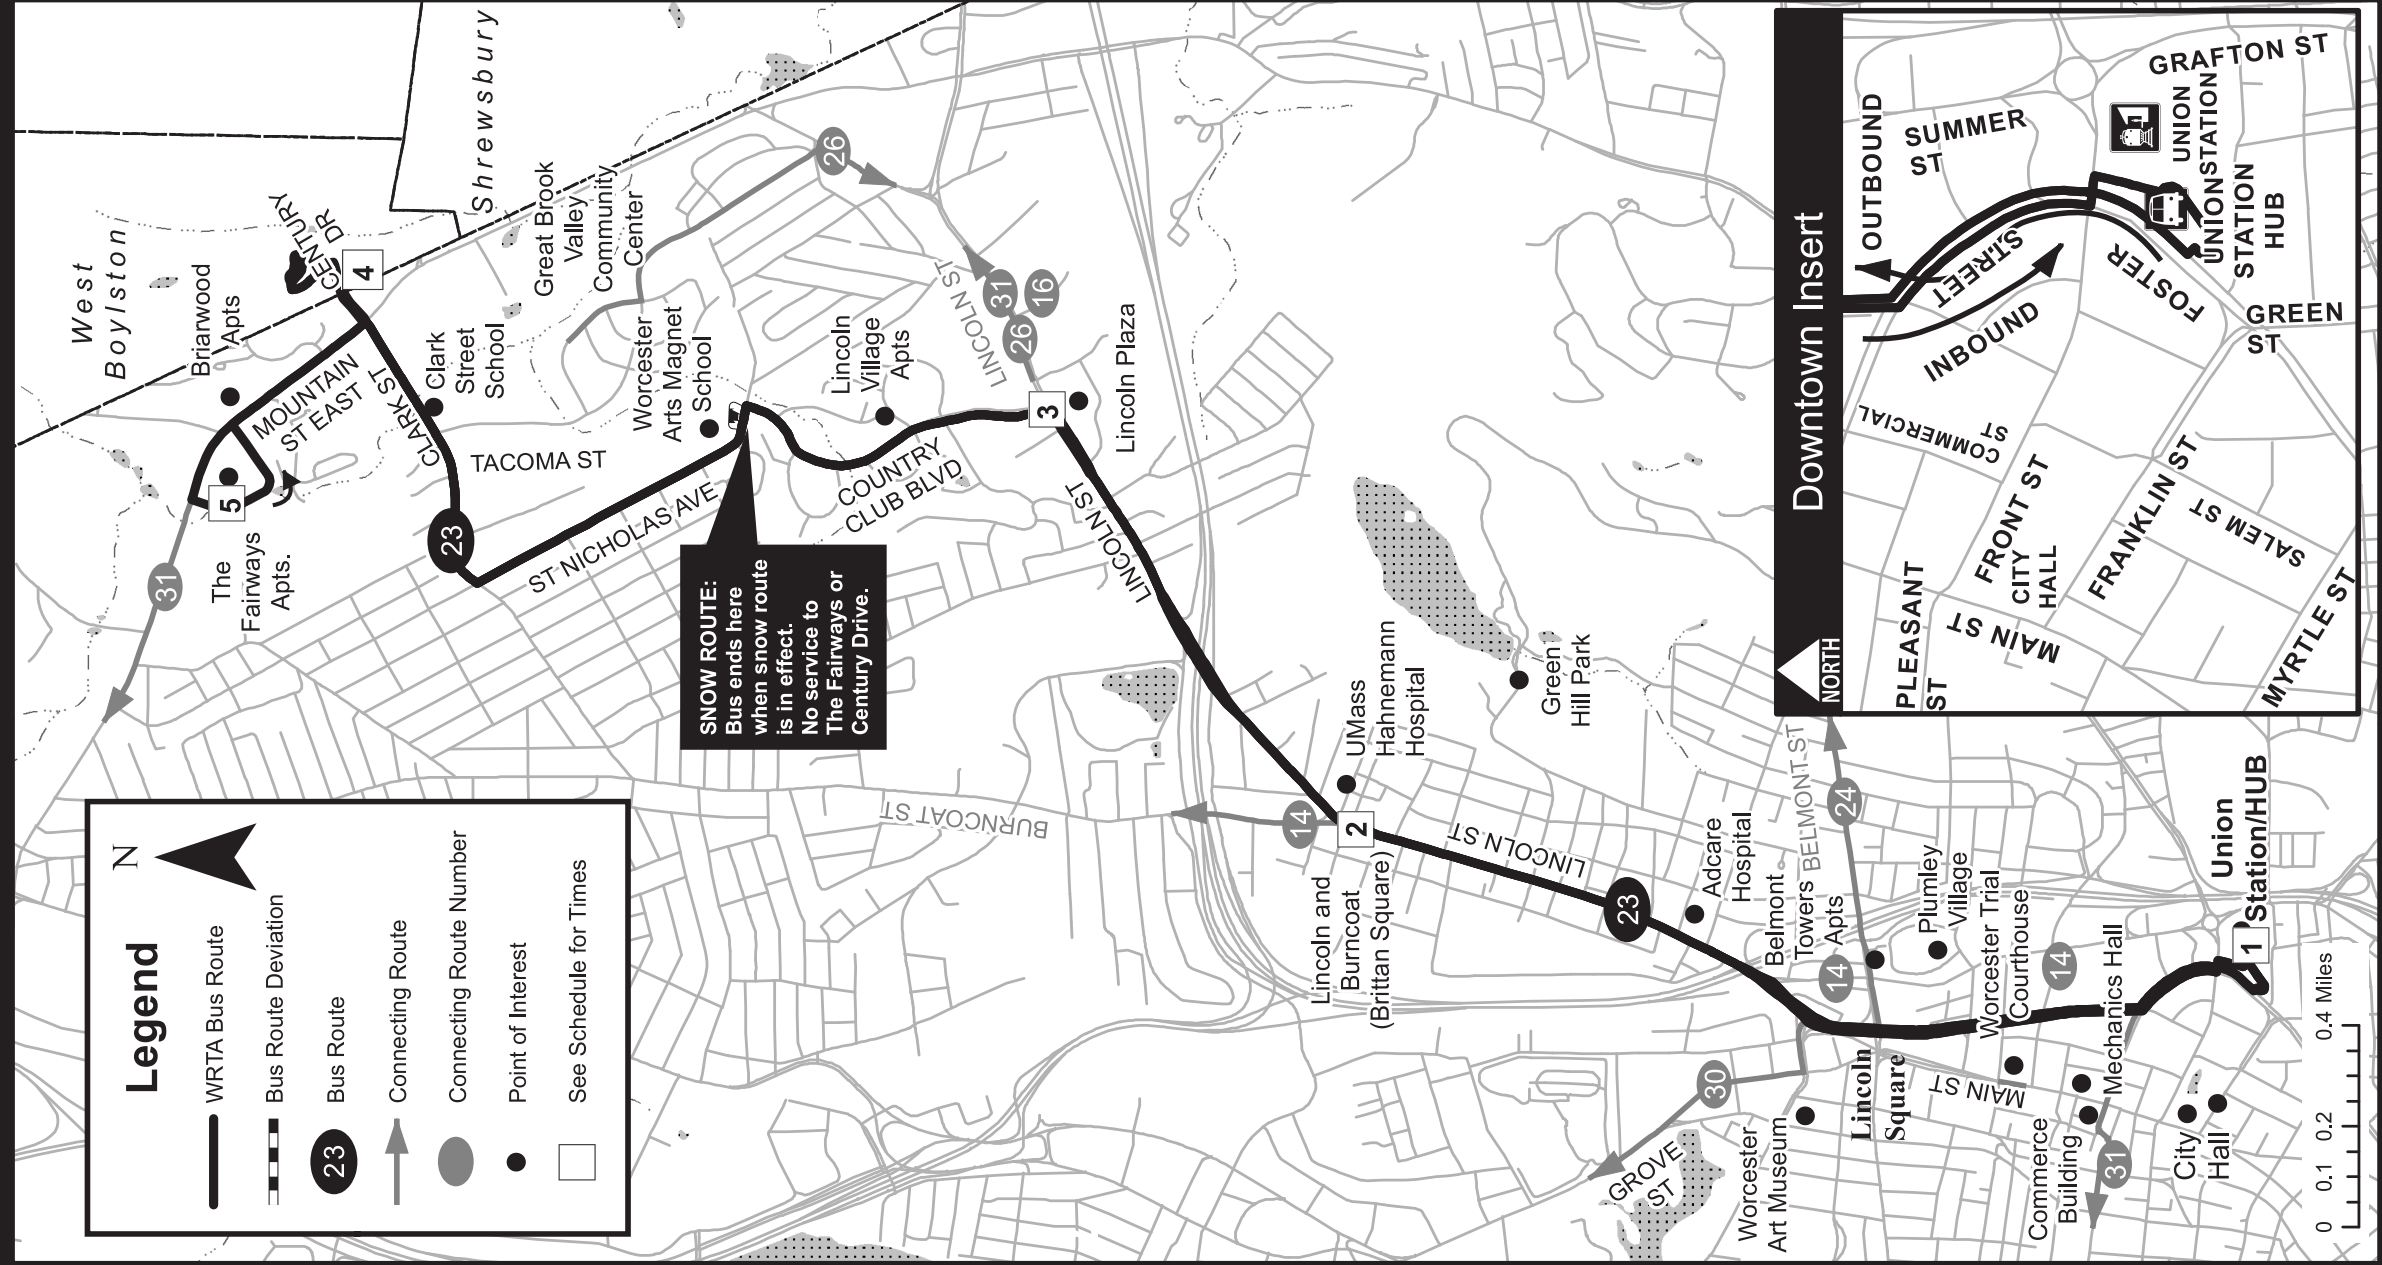 Legend
N
WRTA Bus Route
Bus Route Deviation
23
Bus Route
Connecting Route
Connecting Route Number
Point of Interest
See Schedule for Times
West
Boylston
Shrewsbury
Briarwood
Apts
CENTURY
DR
4
MOUNTAIN
ST EAST
CLARK ST
Clark
Street
School
5
The
Fairways
Apts.
31
23
TACOMA ST
ST NICHOLAS AVE
Great Brook
Valley
Community
Center
Worcester
Arts Magnet
School
26
Lincoln
Village
Apts
COUNTRY
CLUB BLVD
LINCOLN ST
31
16
26
3
Lincoln Plaza
SNOW ROUTE:
Bus ends here
when snow route
is in effect.
No service to
The Fairways or
Century Drive.
LINCOLN ST
BURNCOAT ST
14
2
UMass
Hahnemann
Hospital
Lincoln and
Burncoat
(Brittan Square)
LINCOLN ST
Green
Hill Park
23
Adcare
Hospital
Belmont
Towers
Apts
BELMONT ST
24
14
Plumley
Village
Worcester Trial
Courthouse
14
Mechanics Hall
Union
Station/HUB
1
30
GROVE
ST
Worcester
Art Museum
Lincoln
Square
MAIN ST
Commerce
Building
31
City
Hall
0 0.1 0.2 0.4 Miles
Downtown Insert
NORTH
OUTBOUND
SUMMER
ST
GRAFTON ST
UNION
STATION
UNION
STATION
HUB
STREET
FOSTER
INBOUND
GREEN
ST
COMMERCIAL
ST
FRONT ST
CITY
HALL
FRANKLIN ST
SALEM ST
PLEASANT
ST
MAIN ST
MYRTLE ST